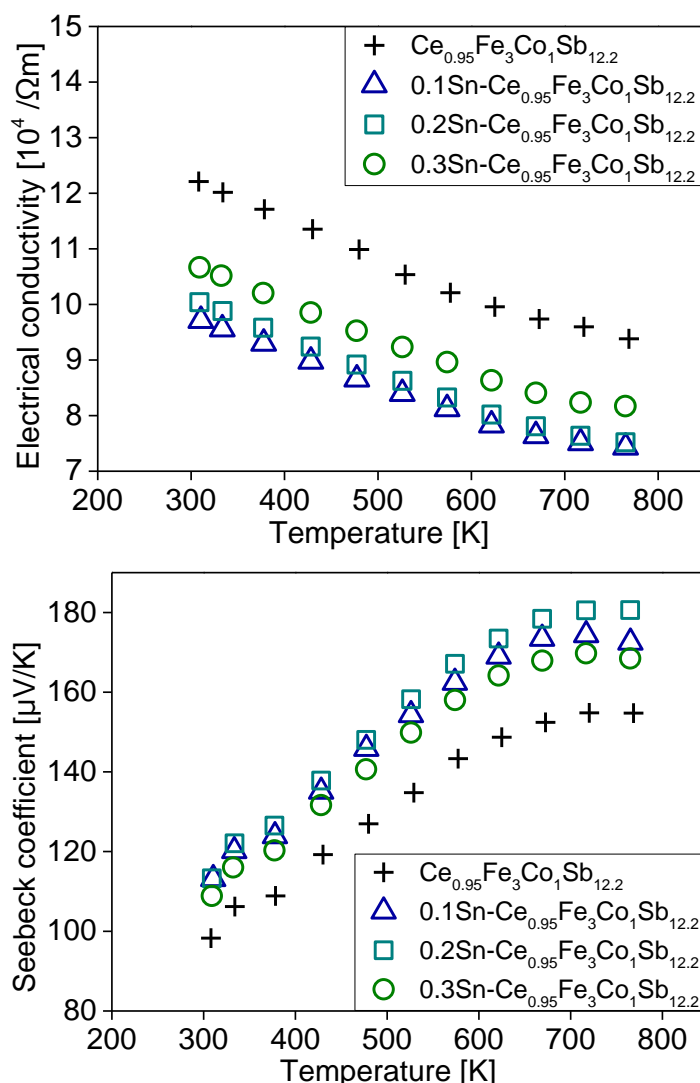 15
14
13
12
11
10
9
8
7
Electrical conductivity [10⁴ /Ωm]
Ce₀.₉₅Fe₃Co₁Sb₁₂.₂
0.1Sn-Ce₀.₉₅Fe₃Co₁Sb₁₂.₂
0.2Sn-Ce₀.₉₅Fe₃Co₁Sb₁₂.₂
0.3Sn-Ce₀.₉₅Fe₃Co₁Sb₁₂.₂
200 300 400 500 600 700 800
Temperature [K]
180
160
140
120
100
80
Seebeck coefficient [µV/K]
Ce₀.₉₅Fe₃Co₁Sb₁₂.₂
0.1Sn-Ce₀.₉₅Fe₃Co₁Sb₁₂.₂
0.2Sn-Ce₀.₉₅Fe₃Co₁Sb₁₂.₂
0.3Sn-Ce₀.₉₅Fe₃Co₁Sb₁₂.₂
200 300 400 500 600 700 800
Temperature [K]